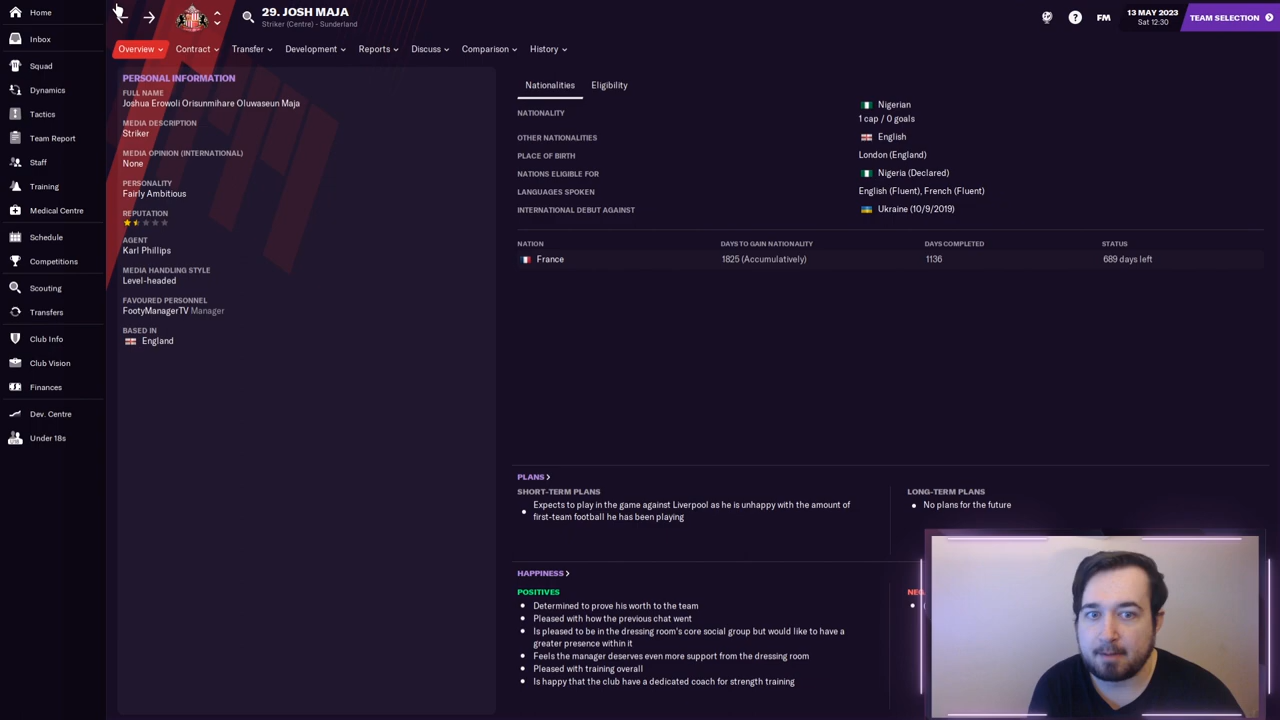 29. JOSH MAJA
Striker (Centre) - Sunderland
FM
13 MAY 2023
Sat 12:30
TEAM SELECTION
Home
Inbox
Squad
Dynamics
Tactics
Team Report
Staff
Training
Medical Centre
Schedule
Competitions
Scouting
Transfers
Club Info
Club Vision
Finances
Dev. Centre
Under 18s
Overview
Contract
Transfer
Development
Reports
Discuss
Comparison
History
PERSONAL INFORMATION
FULL NAME
Joshua Erowoli Orisunmihare Oluwaseun Maja
MEDIA DESCRIPTION
Striker
MEDIA OPINION (INTERNATIONAL)
None
PERSONALITY
Fairly Ambitious
REPUTATION
AGENT
Karl Phillips
MEDIA HANDLING STYLE
Level-headed
FAVOURED PERSONNEL
FootyManagerTV Manager
BASED IN
England
Nationalities
Eligibility
NATIONALITY
Nigerian
1 cap / 0 goals
OTHER NATIONALITIES
English
PLACE OF BIRTH
London (England)
NATIONS ELIGIBLE FOR
Nigeria (Declared)
LANGUAGES SPOKEN
English (Fluent), French (Fluent)
INTERNATIONAL DEBUT AGAINST
Ukraine (10/9/2019)
NATION DAYS TO GAIN NATIONALITY DAYS COMPLETED STATUS
France 1825 (Accumulatively) 1136 689 days left
PLANS
SHORT-TERM PLANS
Expects to play in the game against Liverpool as he is unhappy with the amount of
first-team football he has been playing
LONG-TERM PLANS
No plans for the future
HAPPINESS
POSITIVES
Determined to prove his worth to the team
Pleased with how the previous chat went
Is pleased to be in the dressing room's core social group but would like to have a
greater presence within it
Feels the manager deserves even more support from the dressing room
Pleased with training overall
Is happy that the club have a dedicated coach for strength training